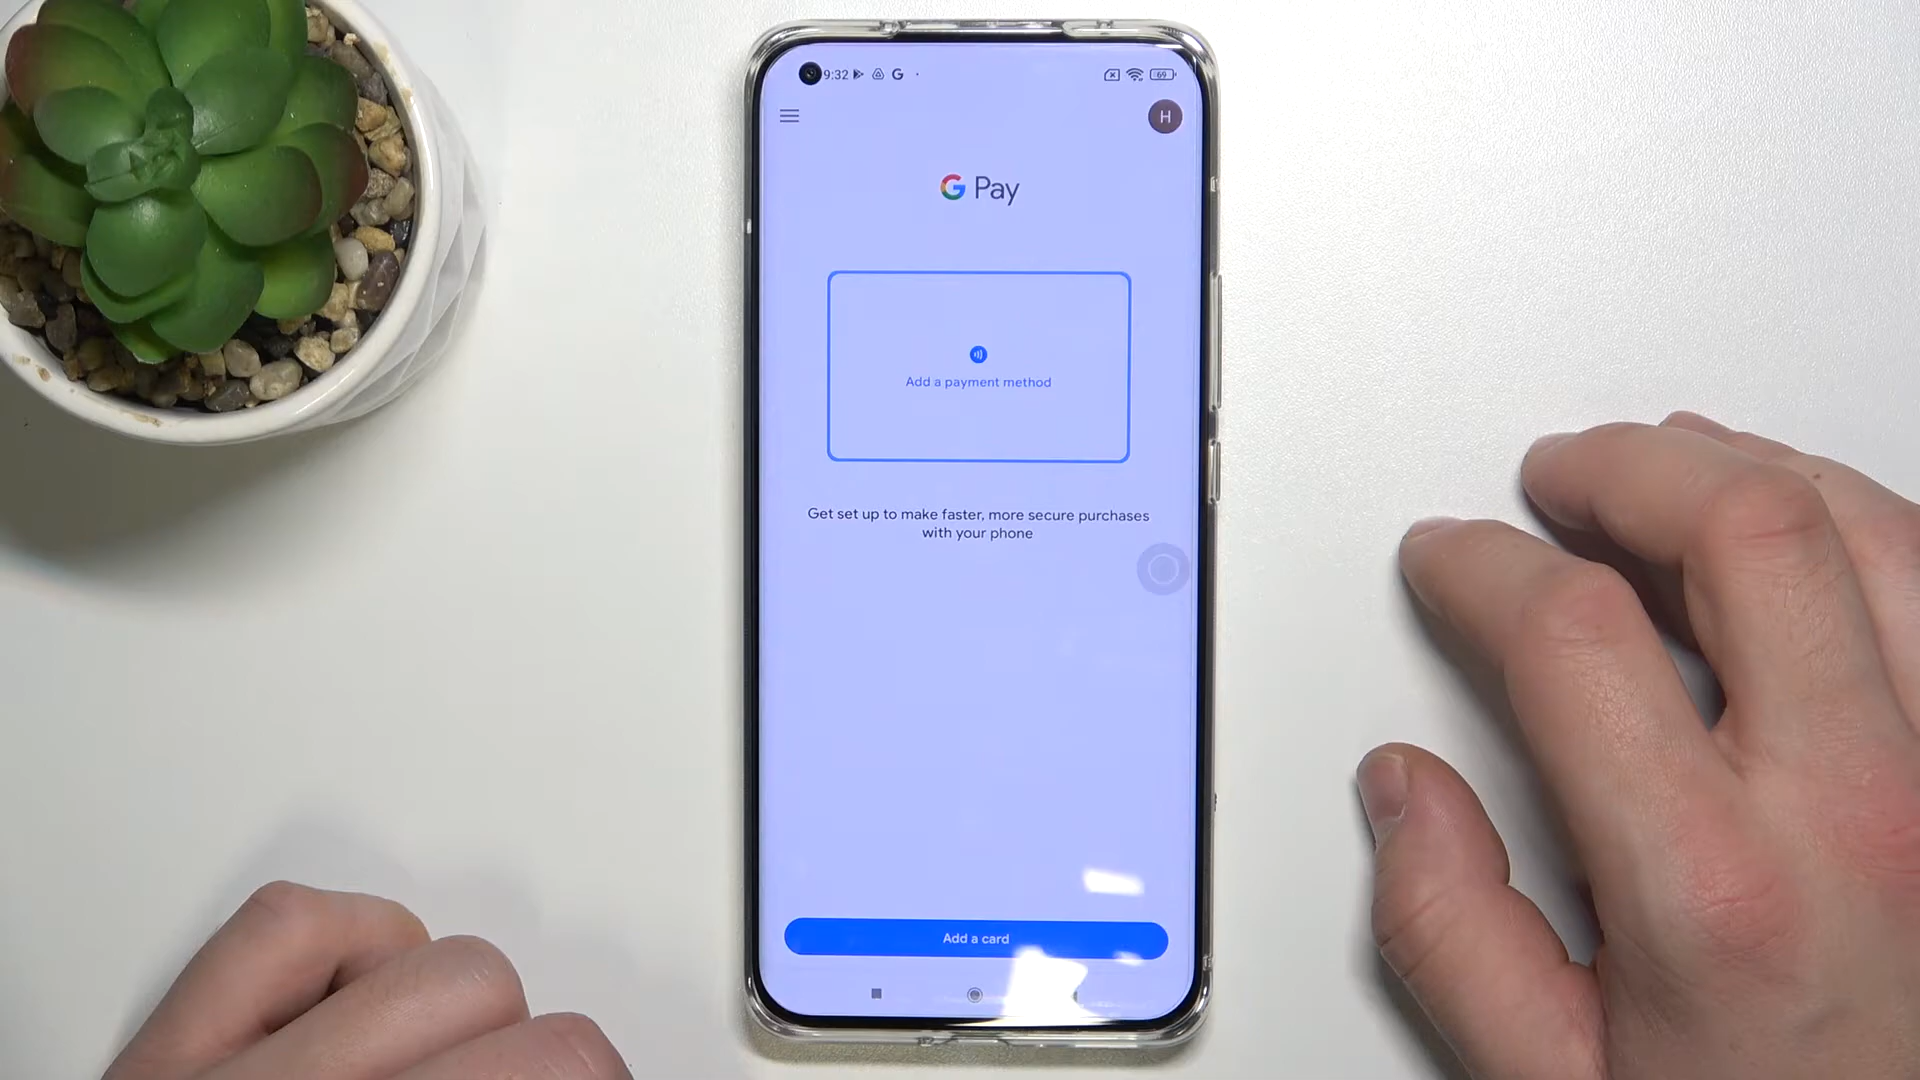 9:32 G 69
H
G Pay
Add a payment method
Get set up to make faster, more secure purchases
with your phone
Add a card